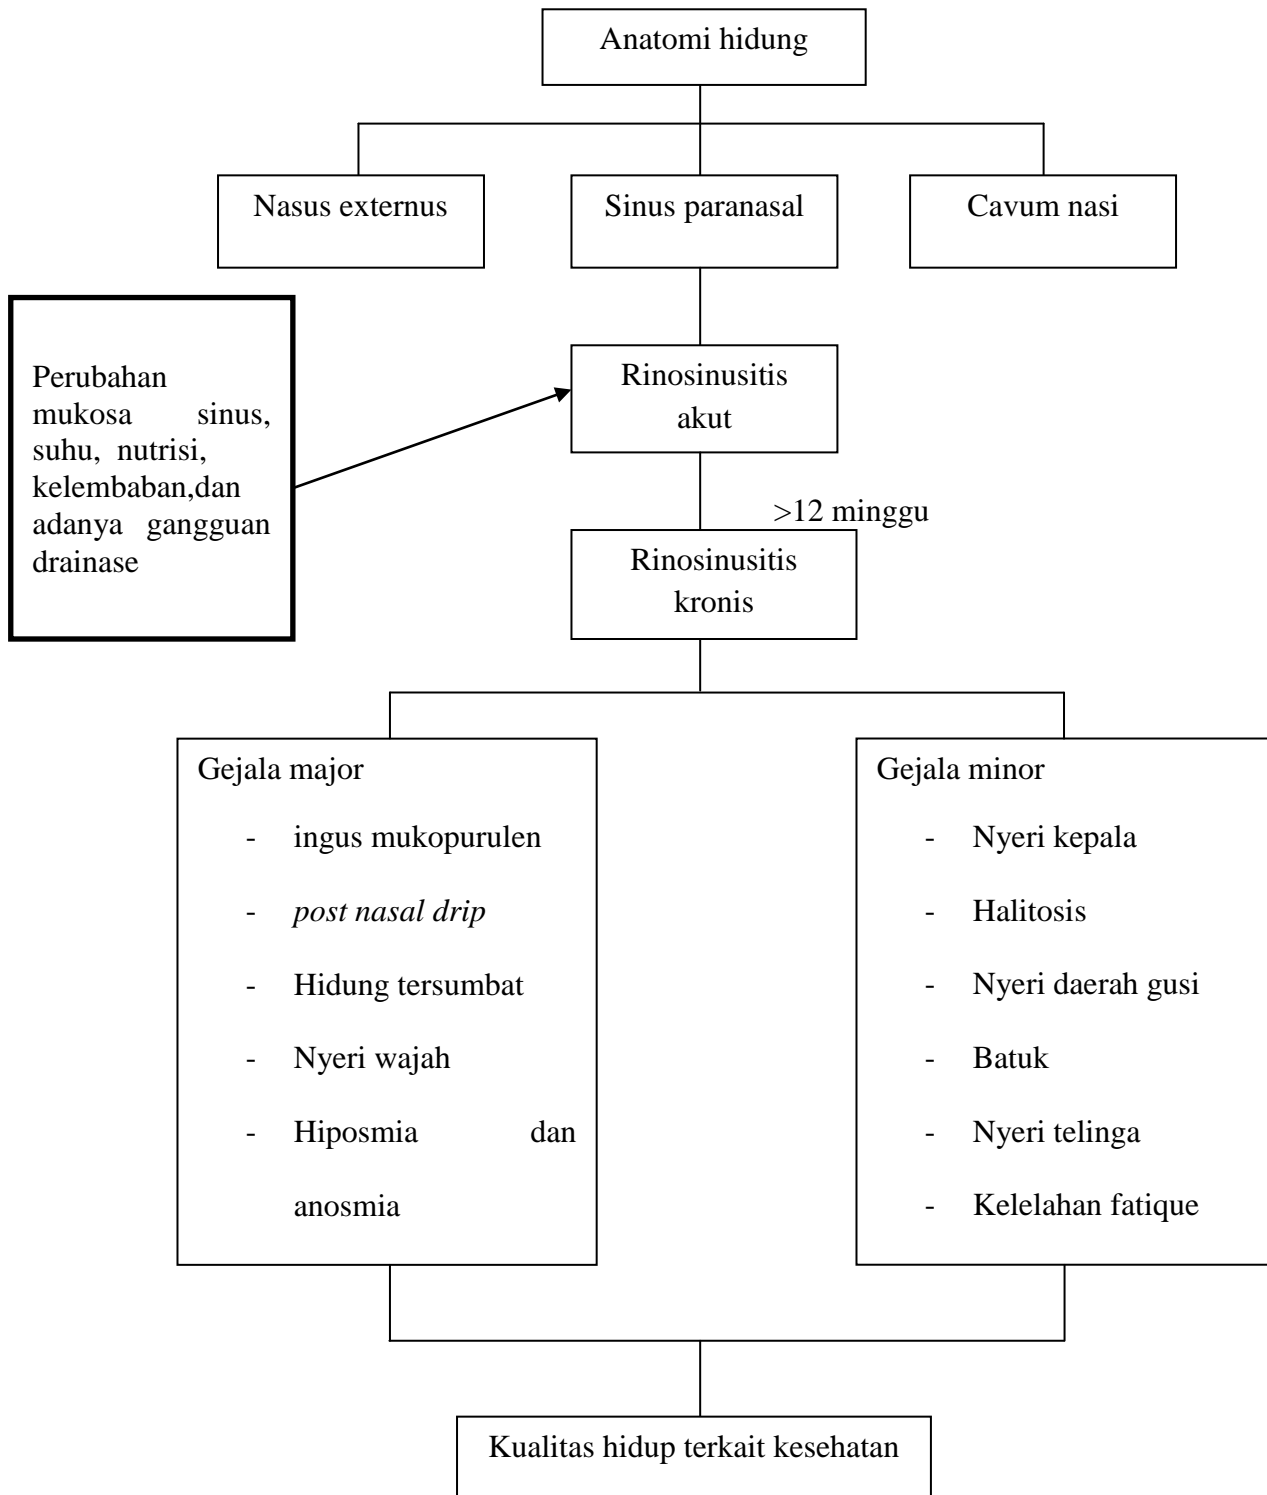 Anatomi hidung
Nasus externus
Sinus paranasal
Cavum nasi
Perubahan
mukosa sinus,
suhu, nutrisi,
kelembaban,dan
adanya gangguan
drainase
Rinosinusitis
akut
>12 minggu
Rinosinusitis
kronis
Gejala major
- ingus mukopurulen
- post nasal drip
- Hidung tersumbat
- Nyeri wajah
- Hiposmia dan
anosmia
Gejala minor
- Nyeri kepala
- Halitosis
- Nyeri daerah gusi
- Batuk
- Nyeri telinga
- Kelelahan fatique
Kualitas hidup terkait kesehatan